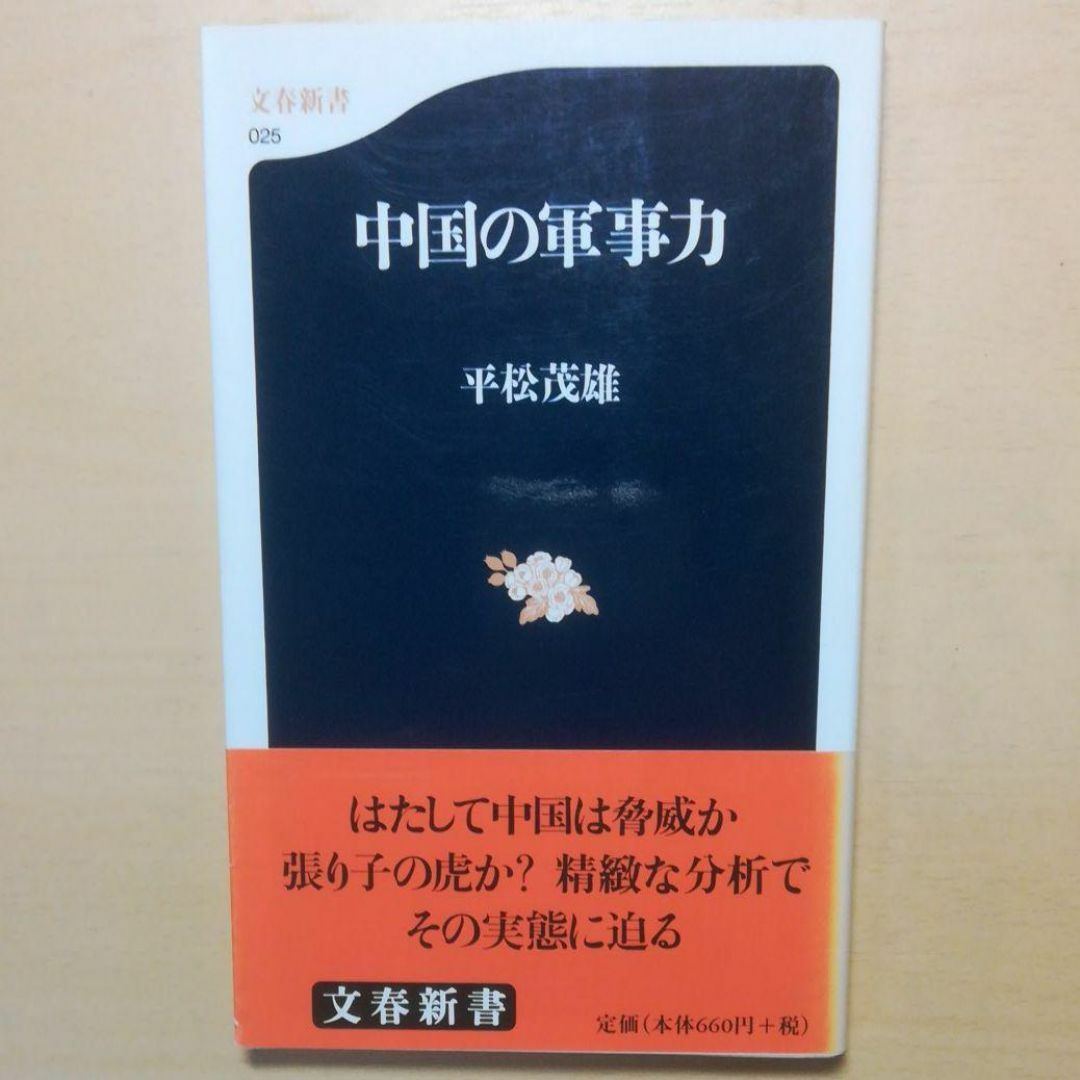 文春新書
025
中国の軍事力
平松茂雄
はたして中国は脅威か
張り子の虎か？ 精緻な分析で
その実態に迫る
文春新書
定価（本体660円＋税）